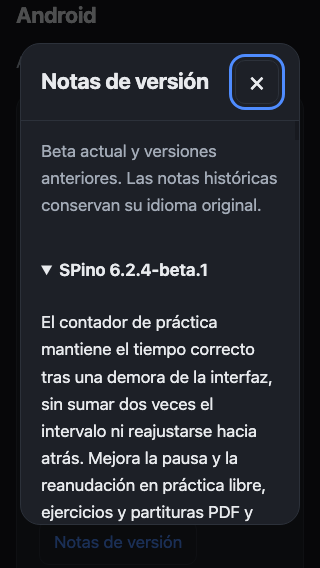 Android
Notas de versión
×
Beta actual y versiones
anteriores. Las notas históricas
conservan su idioma original.
▼ SPino 6.2.4-beta.1
El contador de práctica
mantiene el tiempo correcto
tras una demora de la interfaz,
sin sumar dos veces el
intervalo ni reajustarse hacia
atrás. Mejora la pausa y la
reanudación en práctica libre,
ejercicios y partituras PDF y
Notas de versión